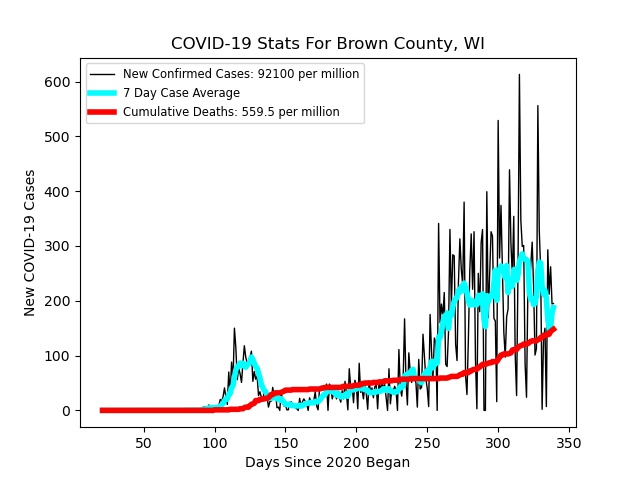 COVID-19 Stats For Brown County, WI
New Confirmed Cases: 92100 per million
7 Day Case Average
Cumulative Deaths: 559.5 per million
New COVID-19 Cases
600
500
400
300
200
100
0
50
100
150
200
250
300
350
Days Since 2020 Began